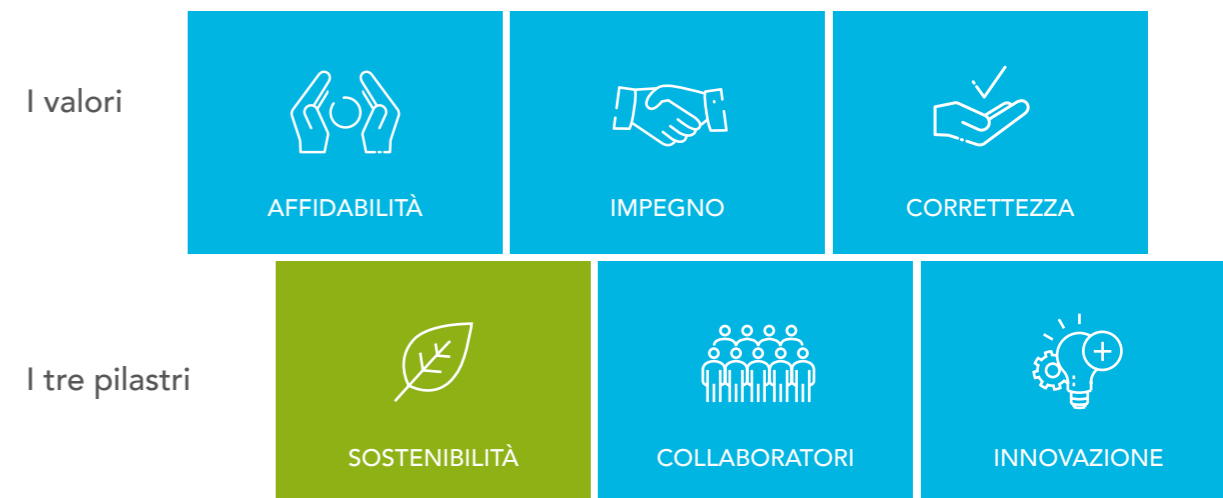 I valori
AFFIDABILITÀ
IMPEGNO
CORRETTEZZA
I tre pilastri
SOSTENIBILITÀ
COLLABORATORI
INNOVAZIONE